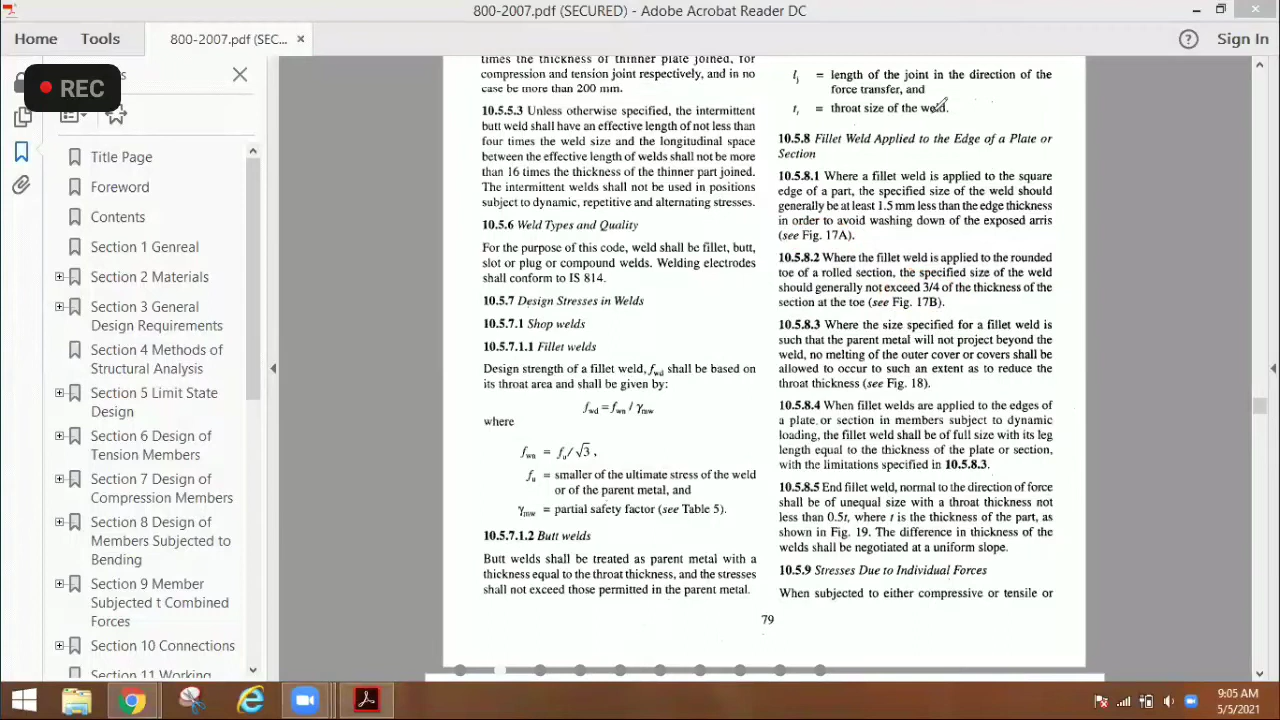 800-2007.pdf (SECURED) - Adobe Acrobat Reader DC
Home
Tools
800-2007.pdf (SEC...
Sign In
REC
Title Page
Foreword
Contents
Section 1 Genreal
Section 2 Materials
Section 3 General
Design Requirements
Section 4 Methods of
Structural Analysis
Section 5 Limit State
Design
Section 6 Design of
Tension Members
Section 7 Design of
Compression Members
Section 8 Design of
Members Subjected to
Bending
Section 9 Member
Subjected t Combined
Forces
Section 10 Connections
Section 11 Working
times the thickness of thinner plate joined, for
compression and tension joint respectively, and in no
case be more than 200 mm.
10.5.5.3 Unless otherwise specified, the intermittent
butt weld shall have an effective length of not less than
four times the weld size and the longitudinal space
between the effective length of welds shall not be more
than 16 times the thickness of the thinner part joined.
The intermittent welds shall not be used in positions
subject to dynamic, repetitive and alternating stresses.
10.5.6 Weld Types and Quality
For the purpose of this code, weld shall be fillet, butt,
slot or plug or compound welds. Welding electrodes
shall conform to IS 814.
10.5.7 Design Stresses in Welds
10.5.7.1 Shop welds
10.5.7.1.1 Fillet welds
Design strength of a fillet weld, fwd shall be based on
its throat area and shall be given by:
fwd = fwn / γmw
where
fwn = fu / √3 ,
fu = smaller of the ultimate stress of the weld
or of the parent metal, and
γmw = partial safety factor (see Table 5).
10.5.7.1.2 Butt welds
Butt welds shall be treated as parent metal with a
thickness equal to the throat thickness, and the stresses
shall not exceed those permitted in the parent metal.
lj = length of the joint in the direction of the
force transfer, and
tt = throat size of the weld.
10.5.8 Fillet Weld Applied to the Edge of a Plate or
Section
10.5.8.1 Where a fillet weld is applied to the square
edge of a part, the specified size of the weld should
generally be at least 1.5 mm less than the edge thickness
in order to avoid washing down of the exposed arris
(see Fig. 17A).
10.5.8.2 Where the fillet weld is applied to the rounded
toe of a rolled section, the specified size of the weld
should generally not exceed 3/4 of the thickness of the
section at the toe (see Fig. 17B).
10.5.8.3 Where the size specified for a fillet weld is
such that the parent metal will not project beyond the
weld, no melting of the outer cover or covers shall be
allowed to occur to such an extent as to reduce the
throat thickness (see Fig. 18).
10.5.8.4 When fillet welds are applied to the edges of
a plate or section in members subject to dynamic
loading, the fillet weld shall be of full size with its leg
length equal to the thickness of the plate or section,
with the limitations specified in 10.5.8.3.
10.5.8.5 End fillet weld, normal to the direction of force
shall be of unequal size with a throat thickness not
less than 0.5t, where t is the thickness of the part, as
shown in Fig. 19. The difference in thickness of the
welds shall be negotiated at a uniform slope.
10.5.9 Stresses Due to Individual Forces
When subjected to either compressive or tensile or
79
9:05 AM
5/5/2021